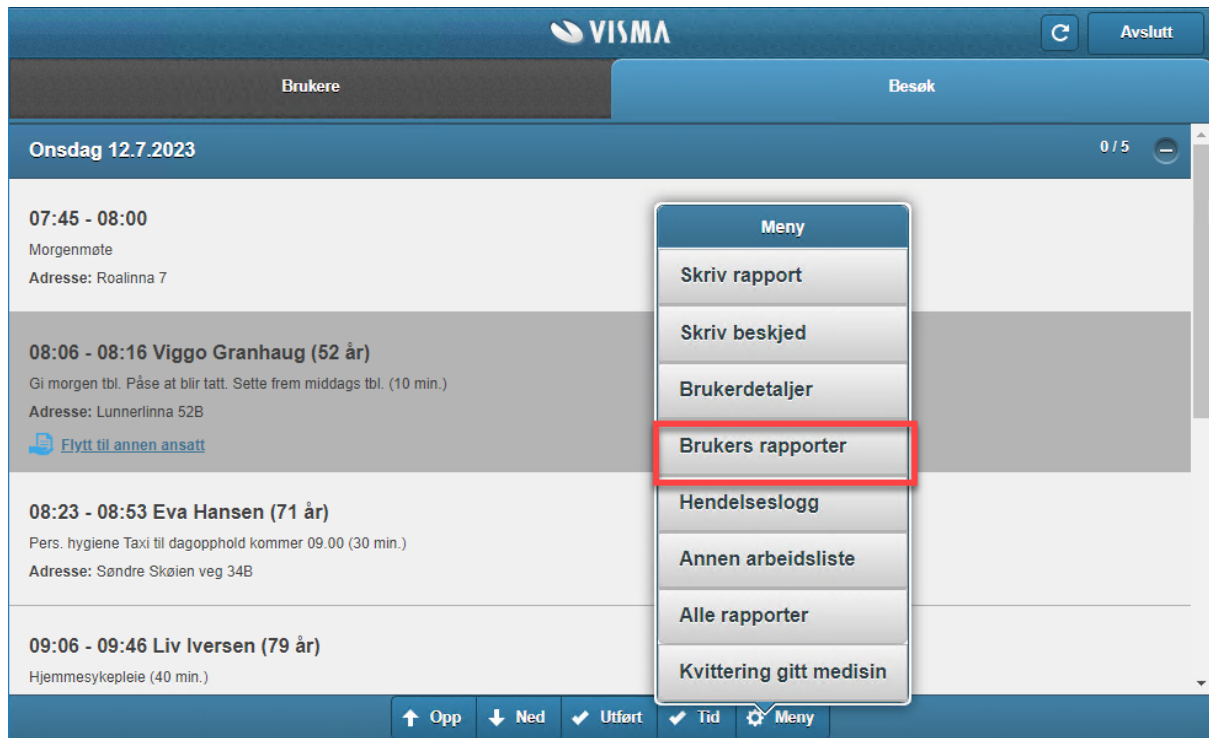 VISMA
Avslutt
Brukere
Besøk
Onsdag 12.7.2023
0 / 5
07:45 - 08:00
Morgenmøte
Adresse: Roalinna 7
08:06 - 08:16 Viggo Granhaug (52 år)
Gi morgen tbl. Påse at blir tatt. Sette frem middags tbl. (10 min.)
Adresse: Lunnerlinna 52B
Flytt til annen ansatt
08:23 - 08:53 Eva Hansen (71 år)
Pers. hygiene Taxi til dagopphold kommer 09.00 (30 min.)
Adresse: Søndre Skøien veg 34B
09:06 - 09:46 Liv Iversen (79 år)
Hjemmesykepleie (40 min.)
Meny
Skriv rapport
Skriv beskjed
Brukerdetaljer
Brukers rapporter
Hendelseslogg
Annen arbeidsliste
Alle rapporter
Kvittering gitt medisin
Opp
Ned
Utført
Tid
Meny